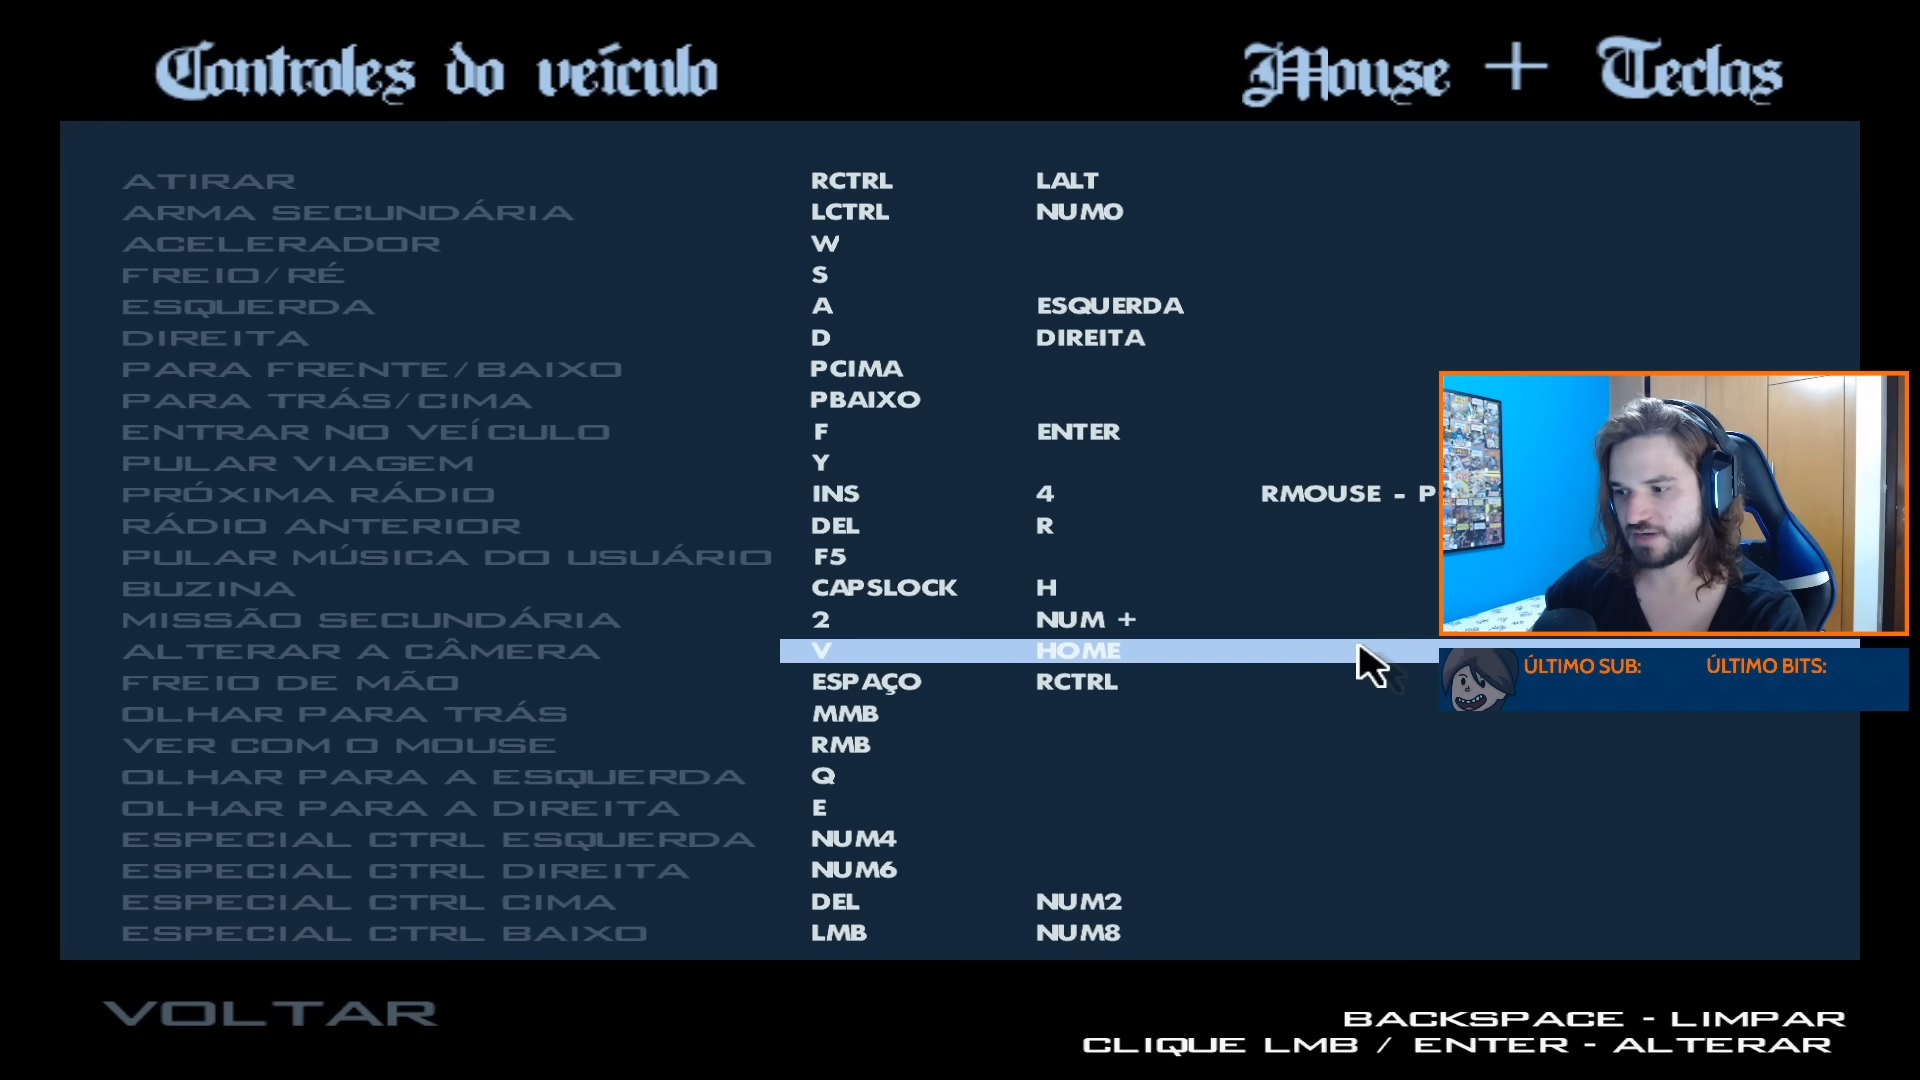 Controles do veículo Mouse + Teclas
ATIRAR RCTRL LALT
ARMA SECUNDÁRIA LCTRL NUM0
ACELERADOR W
FREIO/RÉ S
ESQUERDA A ESQUERDA
DIREITA D DIREITA
PARA FRENTE/BAIXO PCIMA
PARA TRÁS/CIMA PBAIXO
ENTRAR NO VEÍCULO F ENTER
PULAR VIAGEM Y
PRÓXIMA RÁDIO INS 4 RMOUSE - P
RÁDIO ANTERIOR DEL R
PULAR MÚSICA DO USUÁRIO F5
BUZINA CAPSLOCK H
MISSÃO SECUNDÁRIA 2 NUM +
ALTERAR A CÂMERA V HOME
FREIO DE MÃO ESPAÇO RCTRL
OLHAR PARA TRÁS MMB
VER COM O MOUSE RMB
OLHAR PARA A ESQUERDA Q
OLHAR PARA A DIREITA E
ESPECIAL CTRL ESQUERDA NUM4
ESPECIAL CTRL DIREITA NUM6
ESPECIAL CTRL CIMA DEL NUM2
ESPECIAL CTRL BAIXO LMB NUM8
ÚLTIMO SUB: ÚLTIMO BITS:
VOLTAR
BACKSPACE - LIMPAR
CLIQUE LMB / ENTER - ALTERAR